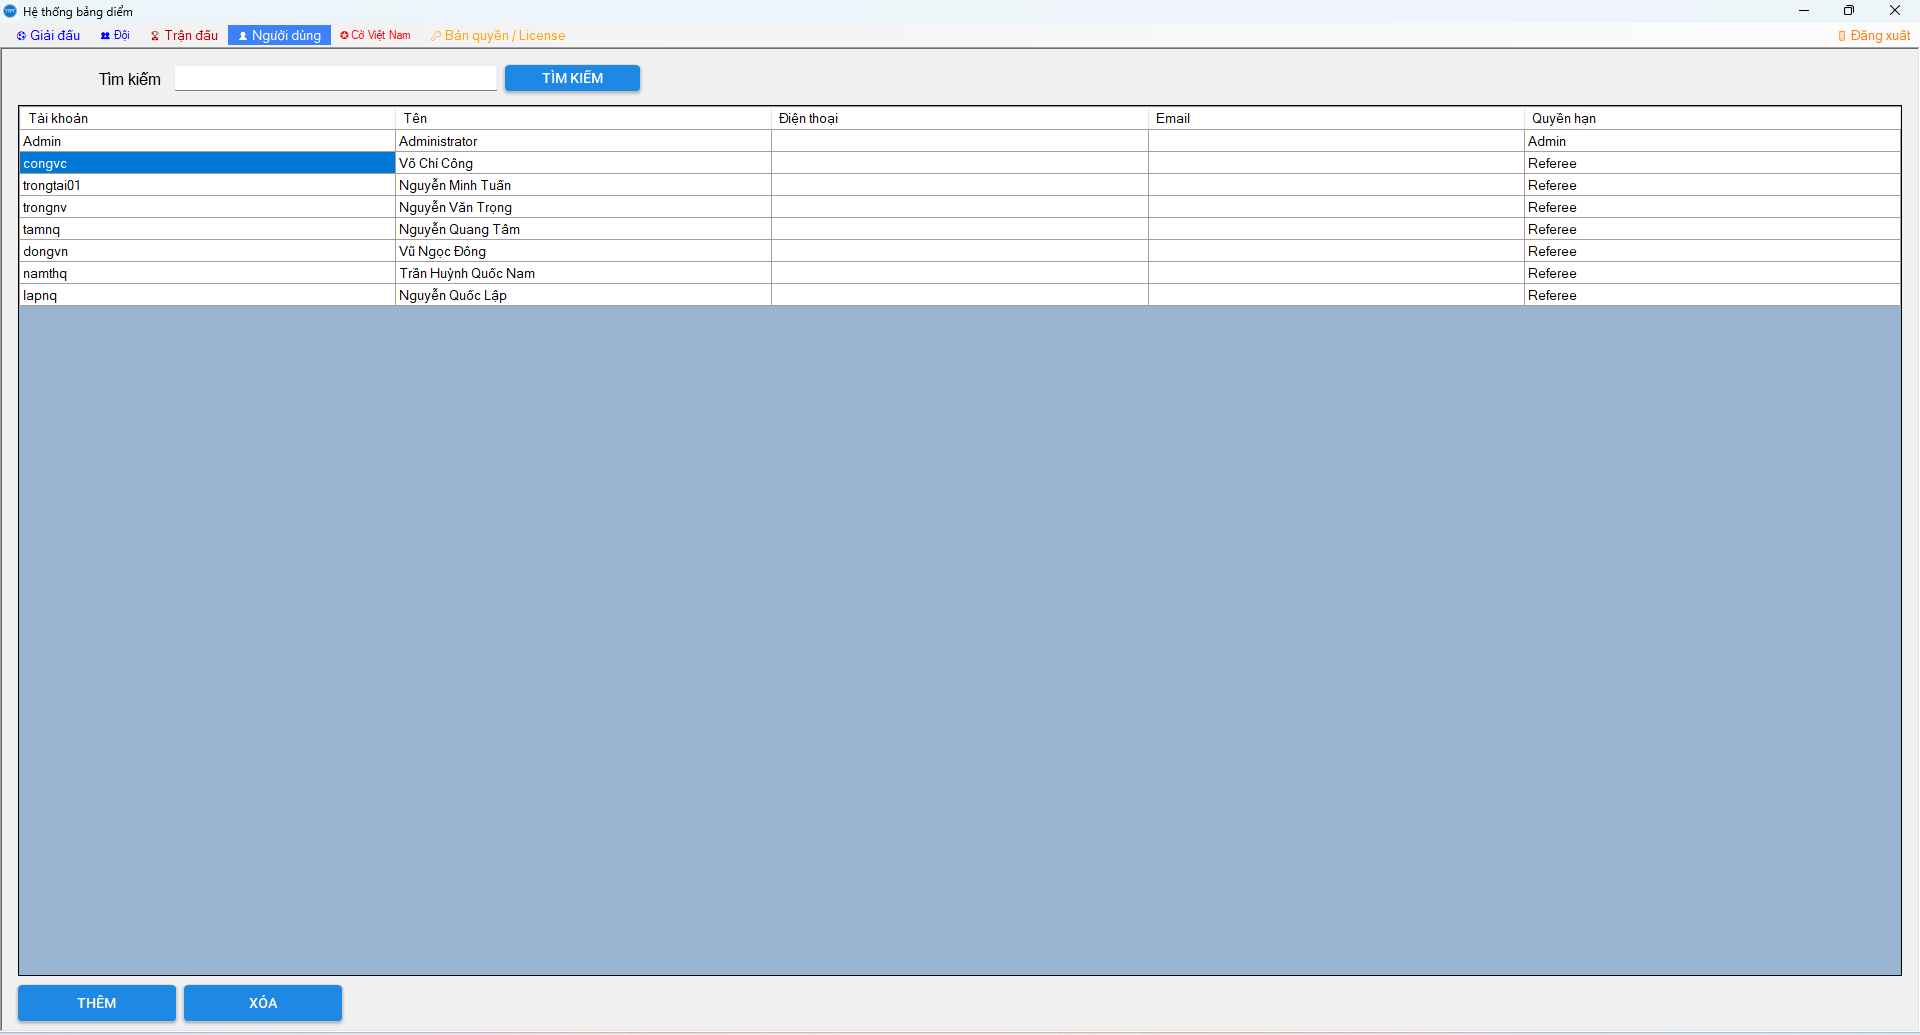 Hệ thống bảng điểm
Giải đấu Đội Trận đấu Người dùng Cờ Việt Nam Bản quyền / License Đăng xuất
Tìm kiếm TÌM KIẾM
Tài khoản Tên Điện thoại Email Quyền hạn
Admin Administrator Admin
congvc Võ Chí Công Referee
trongtai01 Nguyễn Minh Tuấn Referee
trongnv Nguyễn Văn Trọng Referee
tamnq Nguyễn Quang Tâm Referee
dongvn Vũ Ngọc Đông Referee
namthq Trần Huỳnh Quốc Nam Referee
lapnq Nguyễn Quốc Lập Referee
THÊM XÓA